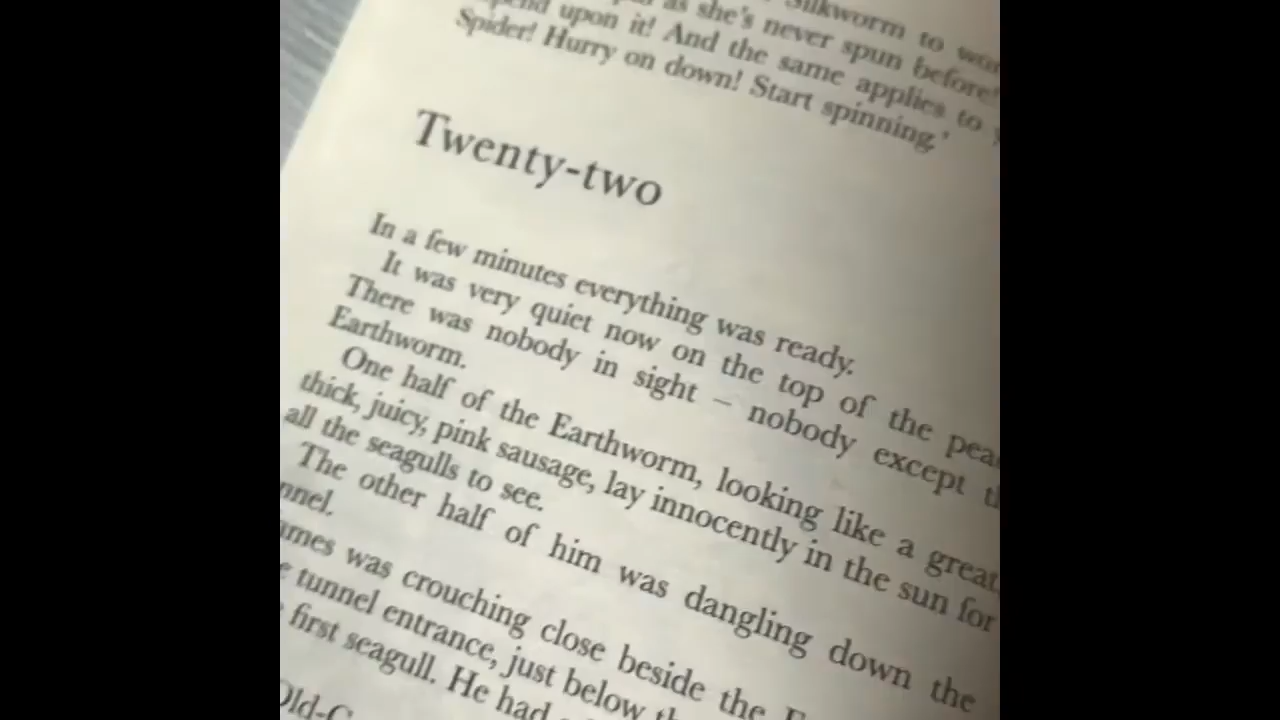 Silkworm to
as she's never spun before!
upon it! And the same applies to
Spider! Hurry on down! Start spinning.'
Twenty-two
In a few minutes everything was ready.
It was very quiet now on the top of the
There was nobody in sight – nobody except
Earthworm.
One half of the Earthworm, looking like a great,
thick, juicy, pink sausage, lay innocently in the sun for
all the seagulls to see.
The other half of him was dangling down the
was crouching close beside the
tunnel entrance, just below
first seagull. He had